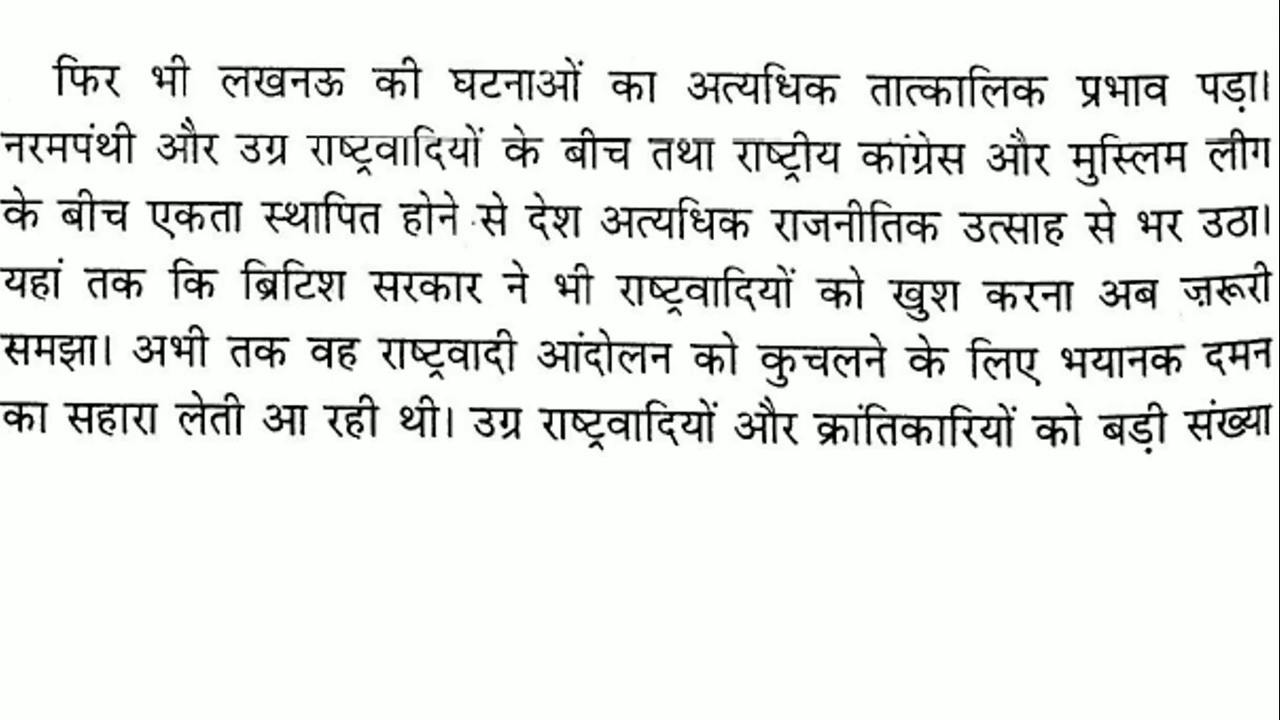 फिर भी लखनऊ की घटनाओं का अत्यधिक तात्कालिक प्रभाव पड़ा।
नरमपंथी और उग्र राष्ट्रवादियों के बीच तथा राष्ट्रीय कांग्रेस और मुस्लिम लीग
के बीच एकता स्थापित होने से देश अत्यधिक राजनीतिक उत्साह से भर उठा।
यहां तक कि ब्रिटिश सरकार ने भी राष्ट्रवादियों को खुश करना अब ज़रूरी
समझा। अभी तक वह राष्ट्रवादी आंदोलन को कुचलने के लिए भयानक दमन
का सहारा लेती आ रही थी। उग्र राष्ट्रवादियों और क्रांतिकारियों को बड़ी संख्या